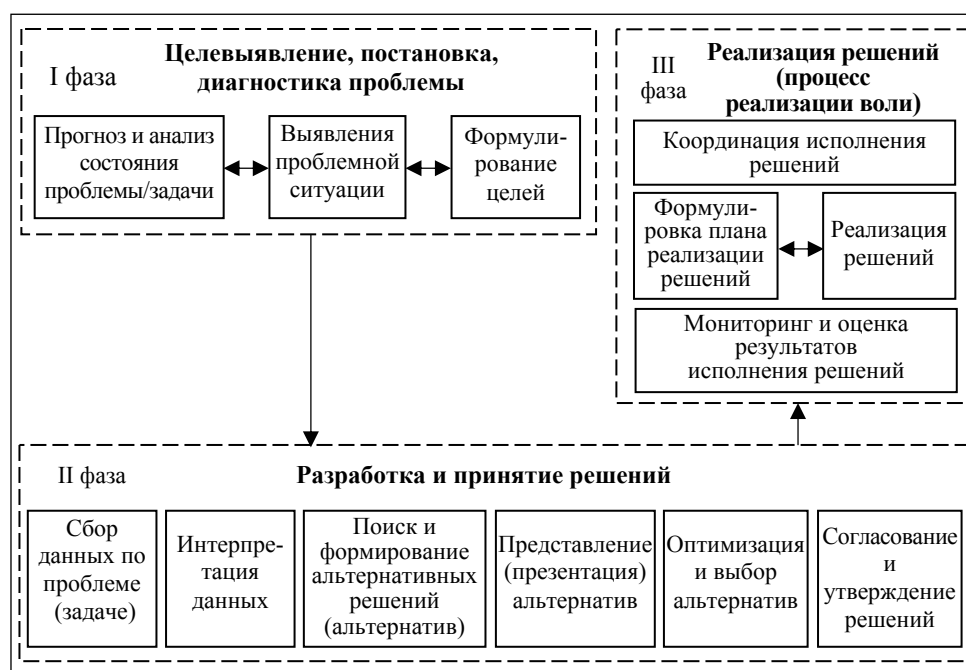 I фаза
Целевыявление, постановка,
диагностика проблемы
Прогноз и анализ
состояния
проблемы/задачи
Выявления
проблемной
ситуации
Формули-
рование
целей
III
фаза
Реализация решений
(процесс
реализации воли)
Координация исполнения
решений
Формули-
ровка плана
реализации
решений
Реализация
решений
Мониторинг и оценка
результатов
исполнения решений
II фаза
Разработка и принятие решений
Сбор
данных по
проблеме
(задаче)
Интерпре-
тация
данных
Поиск и
формирование
альтернативных
решений
(альтернатив)
Представление
(презентация)
альтернатив
Оптимизация
и выбор
альтернатив
Согласование
и
утверждение
решений